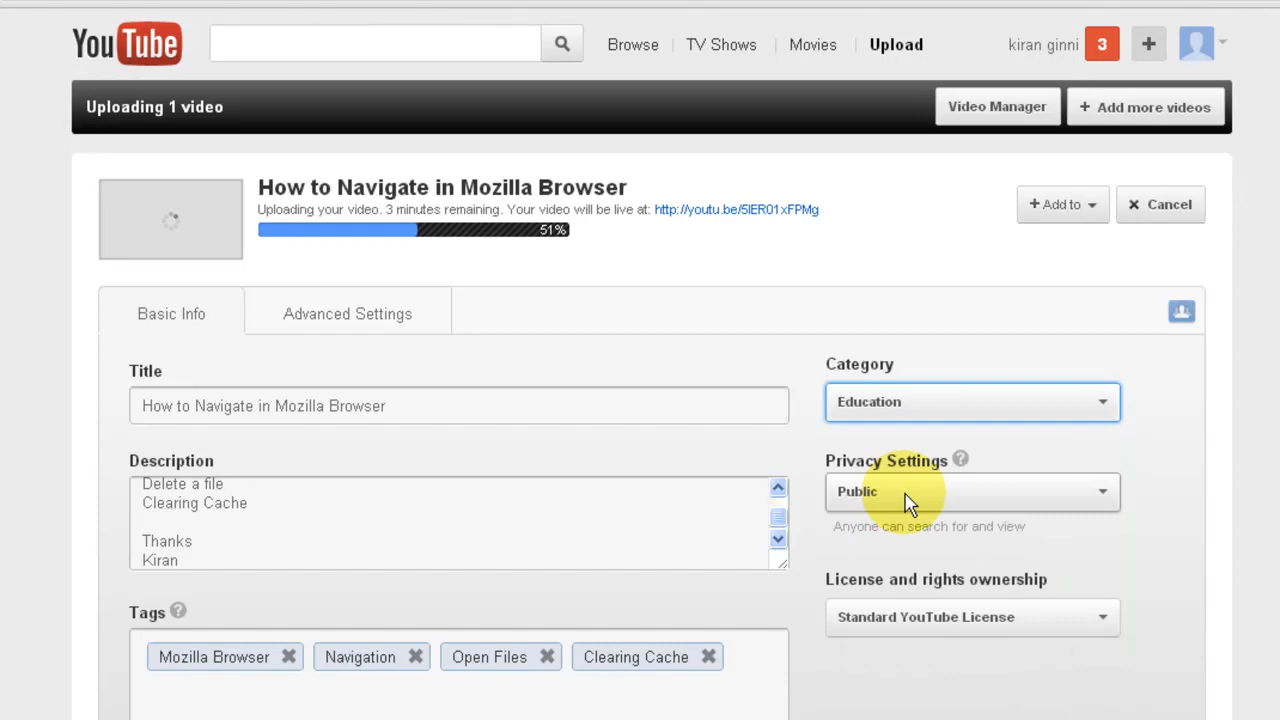 YouTube Browse TV Shows Movies Upload kiran ginni 3 +
Uploading 1 video Video Manager + Add more videos
How to Navigate in Mozilla Browser
Uploading your video. 3 minutes remaining. Your video will be live at: http://youtu.be/5lER01xFPMg
51%
+ Add to Cancel
Basic Info Advanced Settings
Title
How to Navigate in Mozilla Browser
Category
Education
Description
Delete a file
Clearing Cache
Thanks
Kiran
Privacy Settings ?
Public
Anyone can search for and view
License and rights ownership
Standard YouTube License
Tags ?
Mozilla Browser Navigation Open Files Clearing Cache